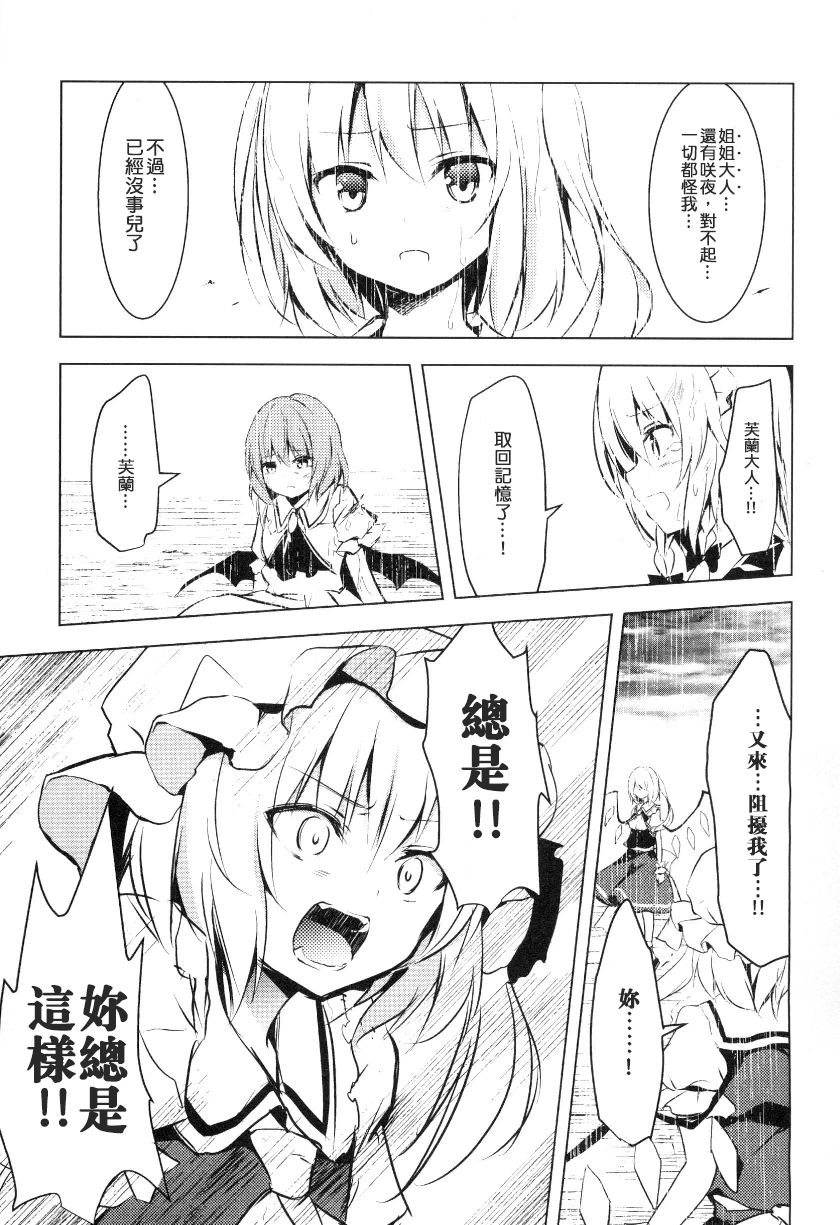 姐姐大人…
還有咲夜，對不起…
一切都怪我…
不過…
已經沒事兒了
芙蘭大人…!!
取回記憶了…！
……芙蘭…
…又來…阻擾我了…!!
妳……！
總是!!
妳總是
這樣!!